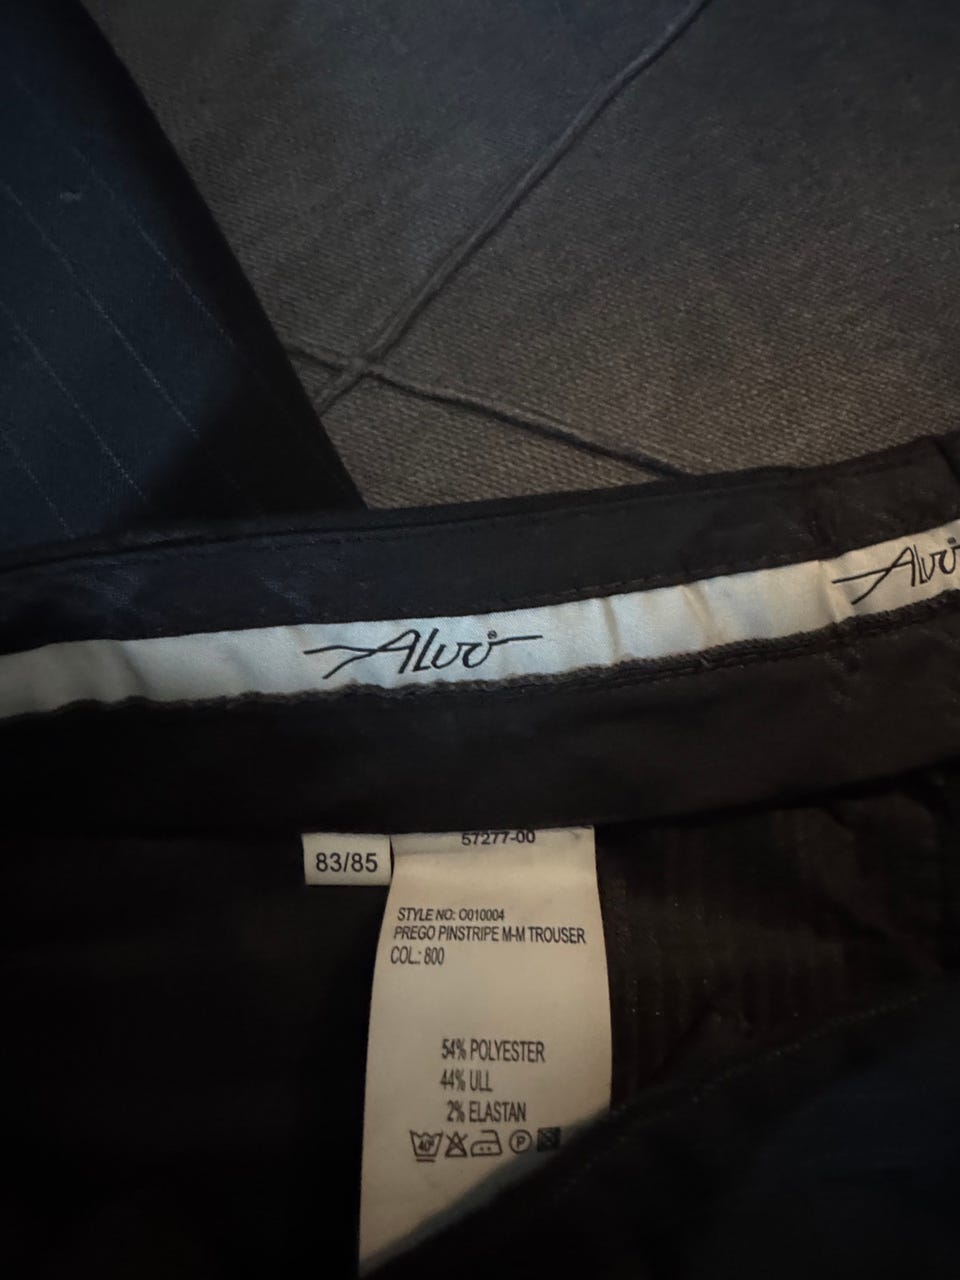 ALvo®
ALvo®
57277-00
83/85
STYLE NO: O010004
PREGO PINSTRIPE M-M TROUSER
COL.: 800
54% POLYESTER
44% ULL
2% ELASTAN
40° P